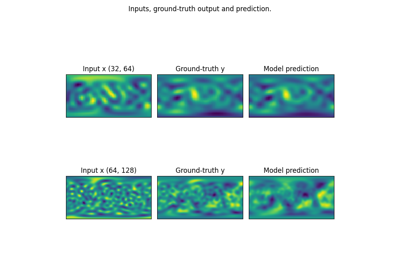 Inputs, ground-truth output and prediction.
Input x (32, 64) Ground-truth y Model prediction
Input x (64, 128) Ground-truth y Model prediction